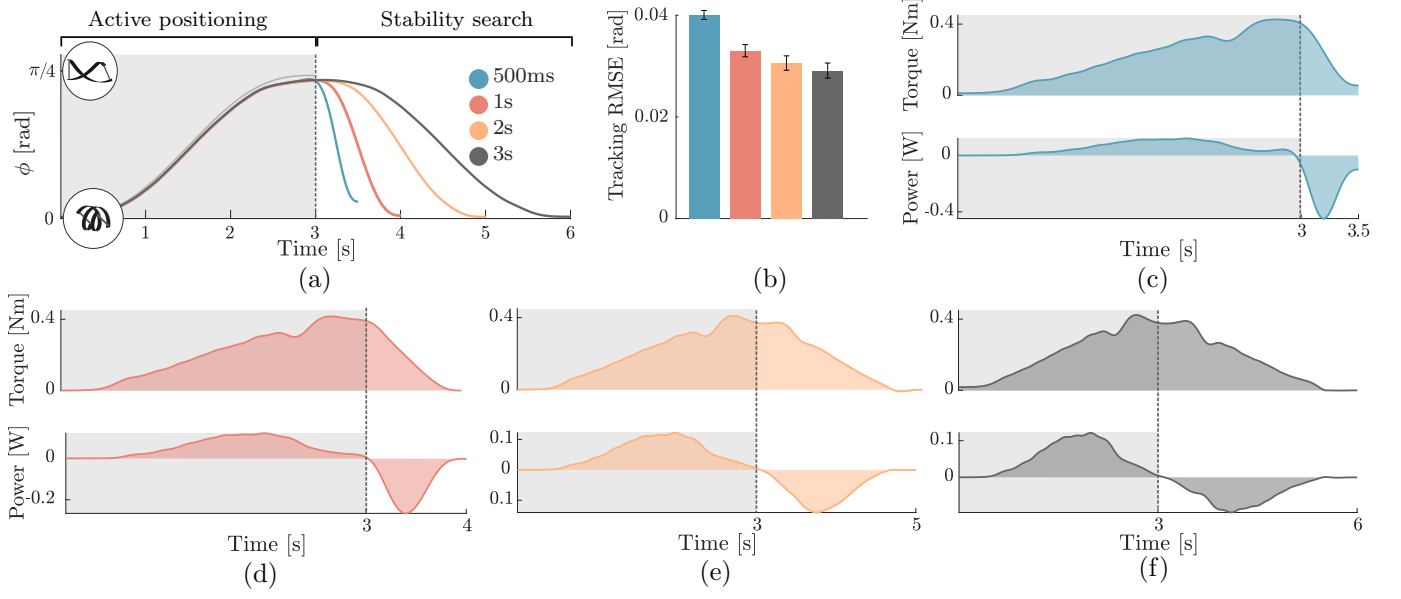 Active positioning
Stability search
π/4
0
ϕ [rad]
500ms
1s
2s
3s
1
2
3
4
5
6
Time [s]
(a)
0.04
0.02
0
Tracking RMSE [rad]
(b)
0.4
0
Torque [Nm]
0
-0.4
Power [W]
3
3.5
Time [s]
(c)
0.4
0
Torque [Nm]
0
-0.2
Power [W]
3
4
Time [s]
(d)
0.4
0
0.1
0
0.1
3
5
Time [s]
(e)
0.4
0
0.1
0
3
6
Time [s]
(f)